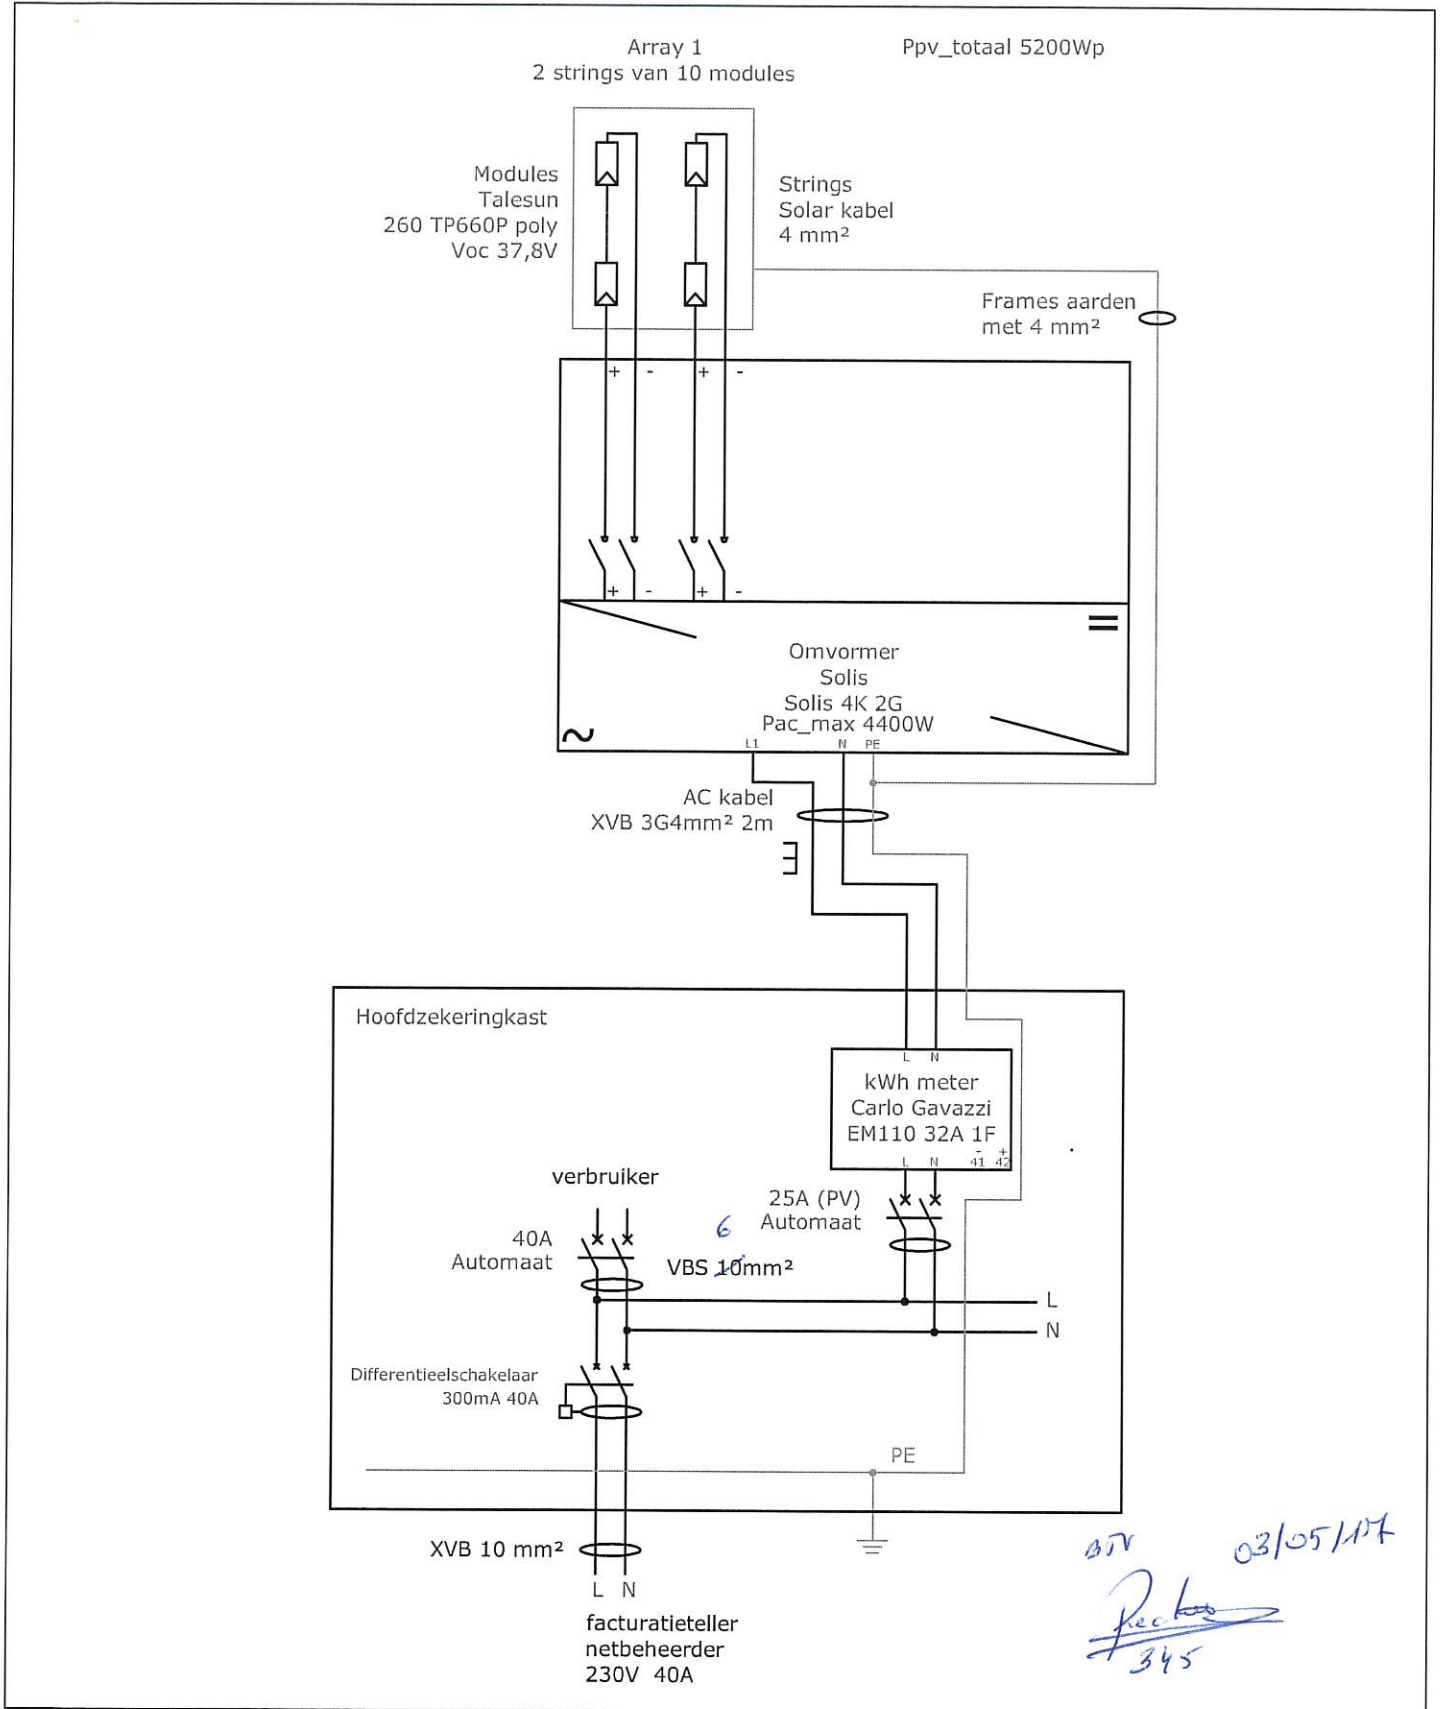 Array 1
2 strings van 10 modules
Ppv_totaal 5200Wp
Modules
Talesun
260 TP660P poly
Voc 37,8V
Strings
Solar kabel
4 mm²
Frames aarden
met 4 mm²
+ - + -
+ - + -
=
Omvormer
Solis
Solis 4K 2G
Pac_max 4400W
~
L1 N PE
AC kabel
XVB 3G4mm² 2m
Hoofdzekeringkast
L N
kWh meter
Carlo Gavazzi
EM110 32A 1F
- +
L N 41 42
verbruiker
25A (PV)
Automaat
40A
Automaat
6
VBS 10mm²
L
N
Differentieelschakelaar
300mA 40A
PE
XVB 10 mm²
L N
facturatieteller
netbeheerder
230V 40A
BTV
03/05/17
345